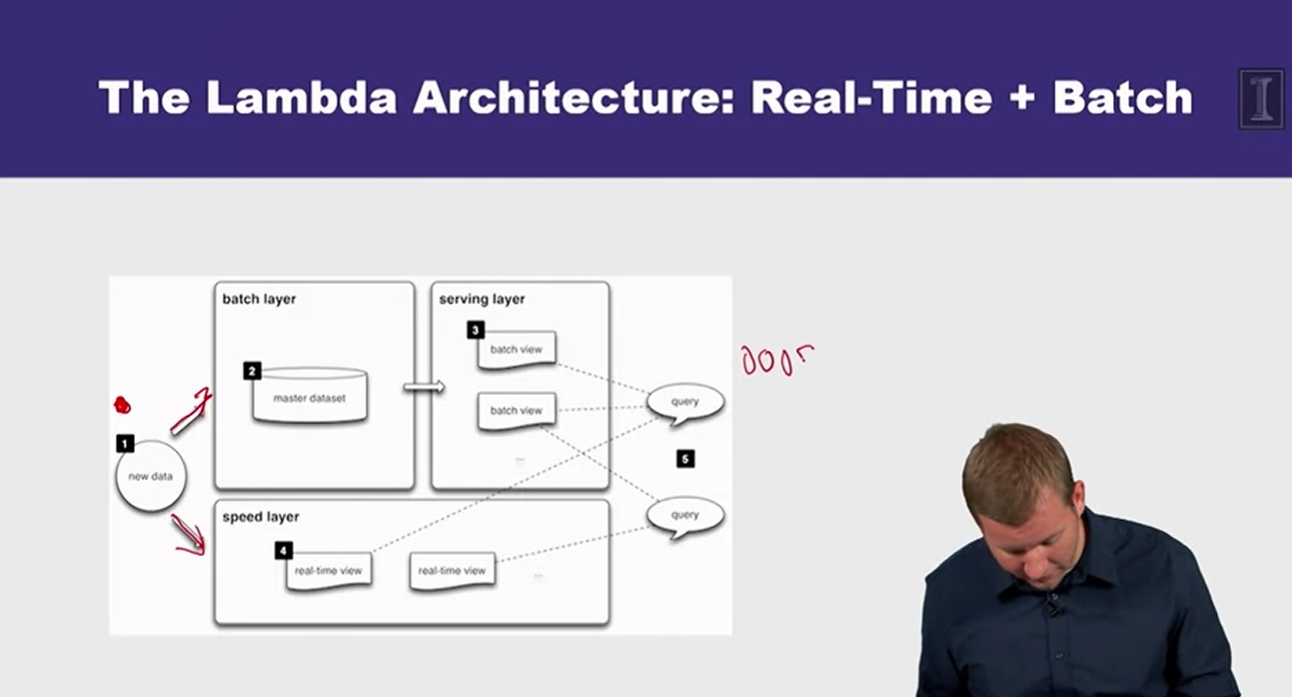 The Lambda Architecture: Real-Time + Batch
I
batch layer
serving layer
3
batch view
2
master dataset
batch view
query
1
new data
5
speed layer
query
4
real-time view
real-time view